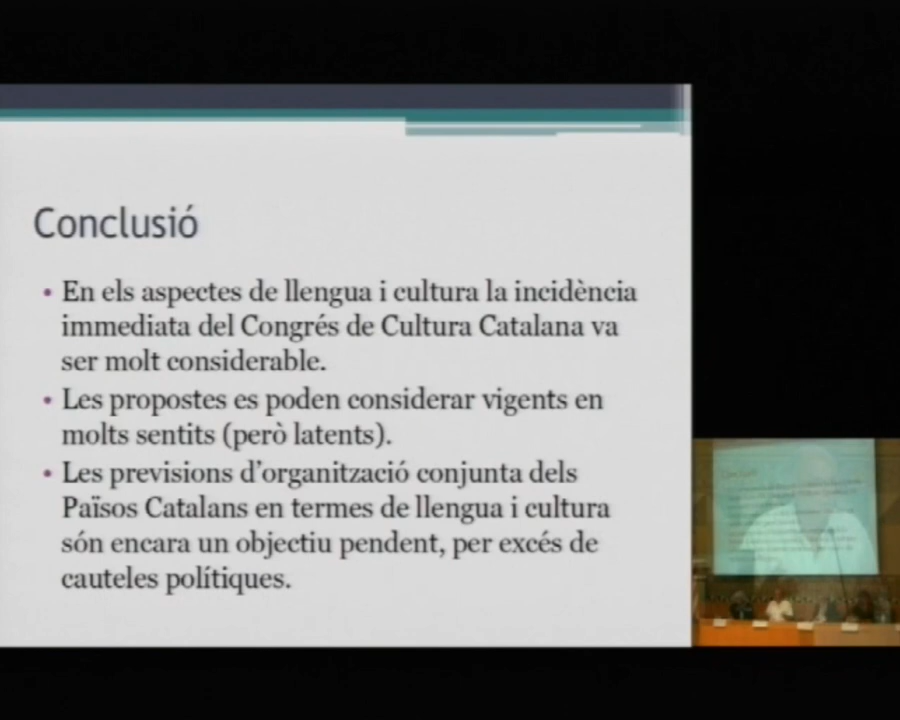 Conclusió
• En els aspectes de llengua i cultura la incidència
immediata del Congrés de Cultura Catalana va
ser molt considerable.
• Les propostes es poden considerar vigents en
molts sentits (però latents).
• Les previsions d'organització conjunta dels
Països Catalans en termes de llengua i cultura
són encara un objectiu pendent, per excés de
cauteles polítiques.